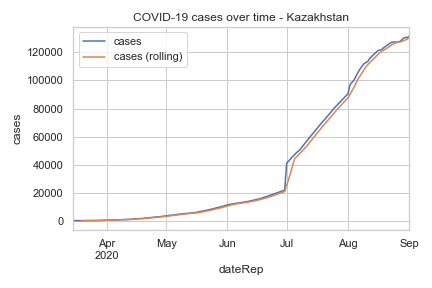 COVID-19 cases over time - Kazakhstan
cases
cases (rolling)
120000
100000
80000
60000
40000
20000
0
cases
Apr
2020
May
Jun
Jul
Aug
Sep
dateRep